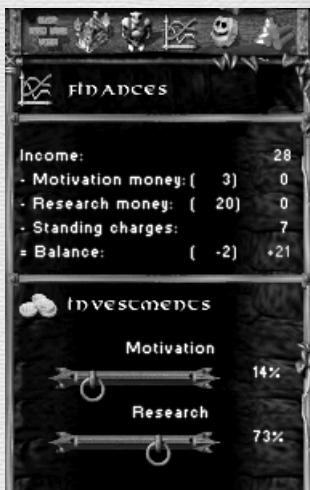 FINANCES
Income: 28
- Motivation money: ( 3) 0
- Research money: ( 20) 0
- Standing charges: 7
= Balance: ( -2) +21
INVESTMENTS
Motivation
14%
Research
73%